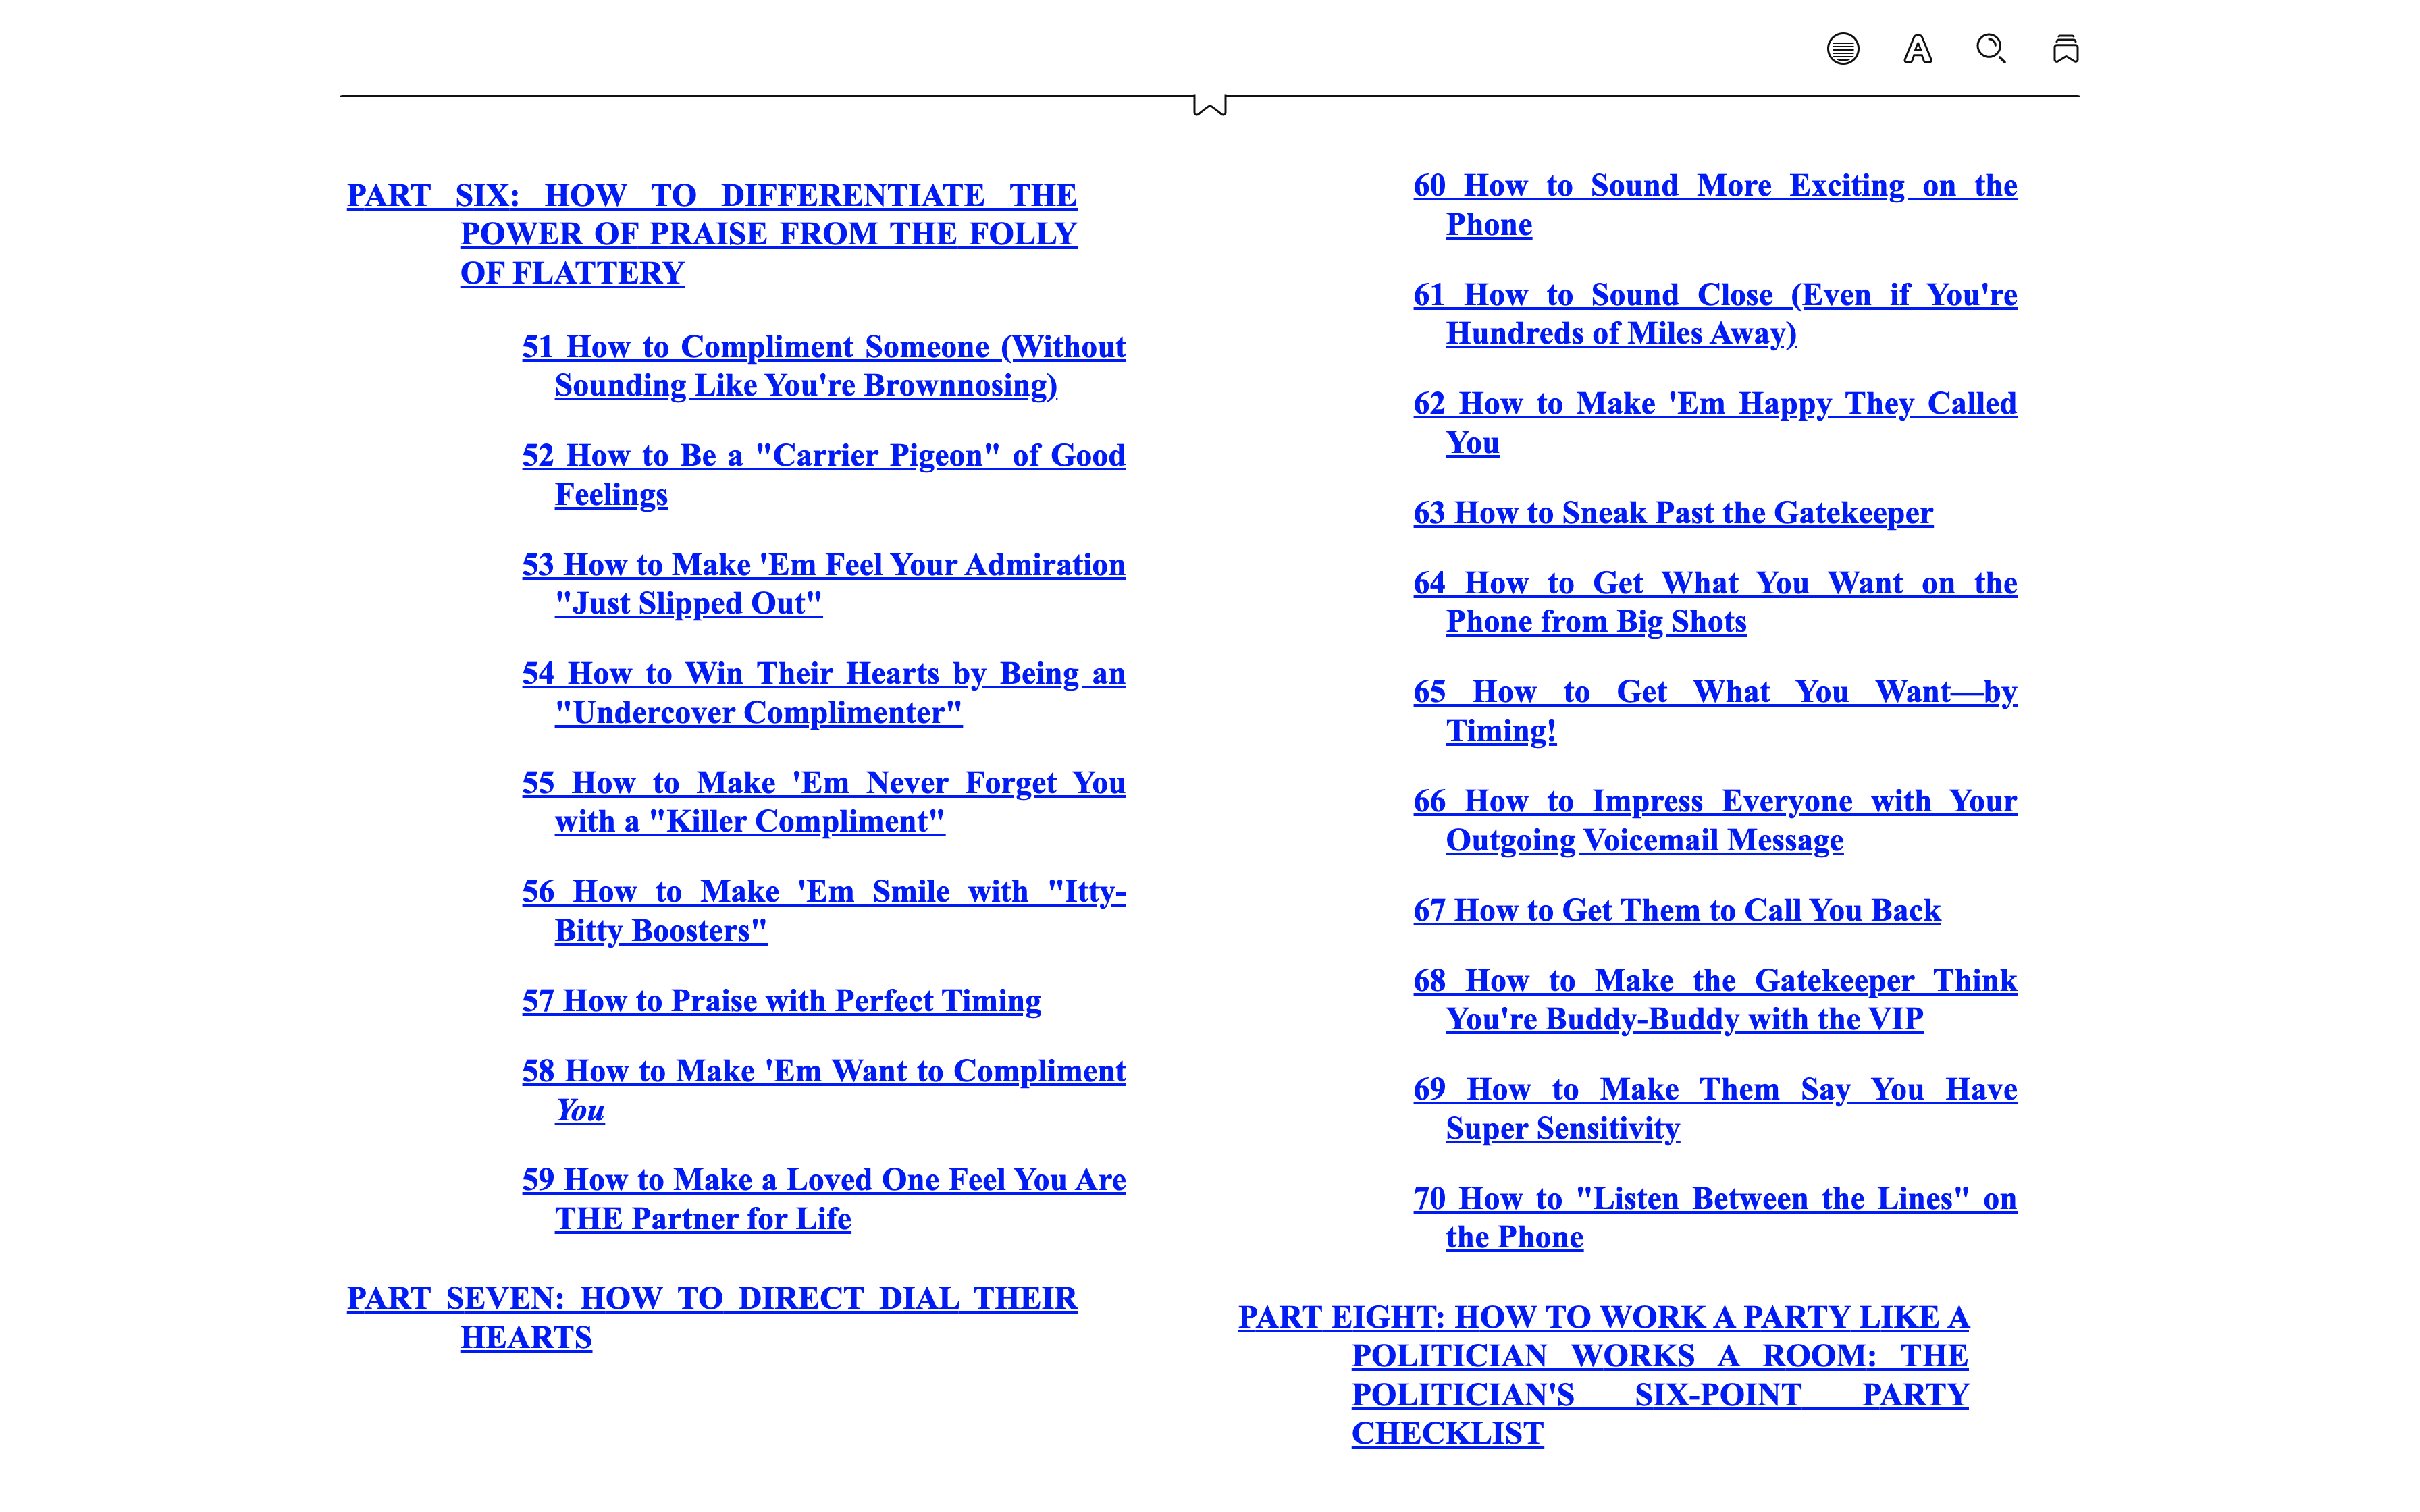 PART SIX: HOW TO DIFFERENTIATE THE
POWER OF PRAISE FROM THE FOLLY
OF FLATTERY
51 How to Compliment Someone (Without
Sounding Like You're Brownnosing)
52 How to Be a "Carrier Pigeon" of Good
Feelings
53 How to Make 'Em Feel Your Admiration
"Just Slipped Out"
54 How to Win Their Hearts by Being an
"Undercover Complimenter"
55 How to Make 'Em Never Forget You
with a "Killer Compliment"
56 How to Make 'Em Smile with "Itty-
Bitty Boosters"
57 How to Praise with Perfect Timing
58 How to Make 'Em Want to Compliment
You
59 How to Make a Loved One Feel You Are
THE Partner for Life
PART SEVEN: HOW TO DIRECT DIAL THEIR
HEARTS
60 How to Sound More Exciting on the
Phone
61 How to Sound Close (Even if You're
Hundreds of Miles Away)
62 How to Make 'Em Happy They Called
You
63 How to Sneak Past the Gatekeeper
64 How to Get What You Want on the
Phone from Big Shots
65 How to Get What You Want—by
Timing!
66 How to Impress Everyone with Your
Outgoing Voicemail Message
67 How to Get Them to Call You Back
68 How to Make the Gatekeeper Think
You're Buddy-Buddy with the VIP
69 How to Make Them Say You Have
Super Sensitivity
70 How to "Listen Between the Lines" on
the Phone
PART EIGHT: HOW TO WORK A PARTY LIKE A
POLITICIAN WORKS A ROOM: THE
POLITICIAN'S SIX-POINT PARTY
CHECKLIST